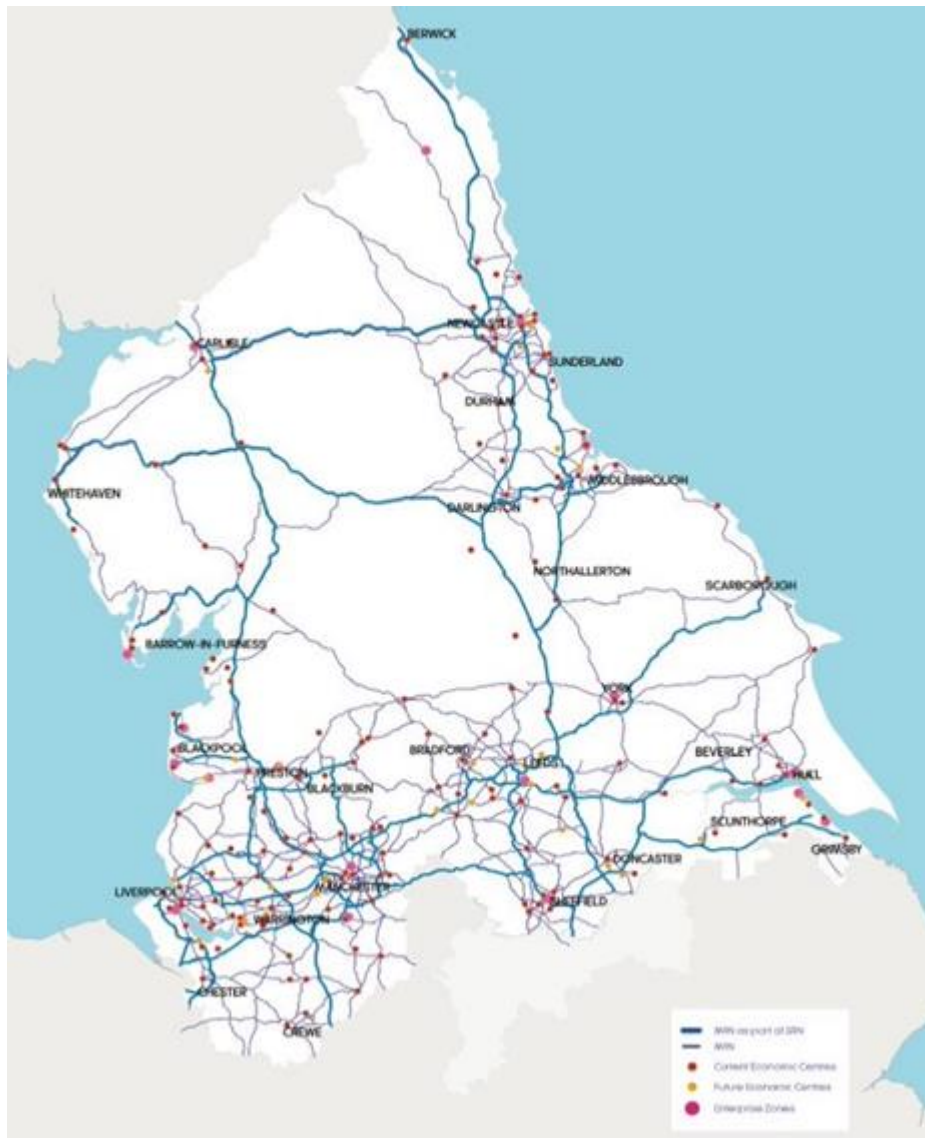 BERWICK
NEWCASTLE
CARLISLE
SUNDERLAND
DURHAM
MIDDLESBROUGH
WHITEHAVEN
DARLINGTON
NORTHALLERTON
SCARBOROUGH
BARROW-IN-FURNESS
YORK
BLACKPOOL
BRADFORD
BEVERLEY
LEEDS
PRESTON
HULL
BLACKBURN
SCUNTHORPE
GRIMSBY
DONCASTER
MANCHESTER
LIVERPOOL
SHEFFIELD
WARRINGTON
CHESTER
CREWE
MRN as part of SRN
MRN
Current Economic Centres
Future Economic Centres
Enterprise Zones